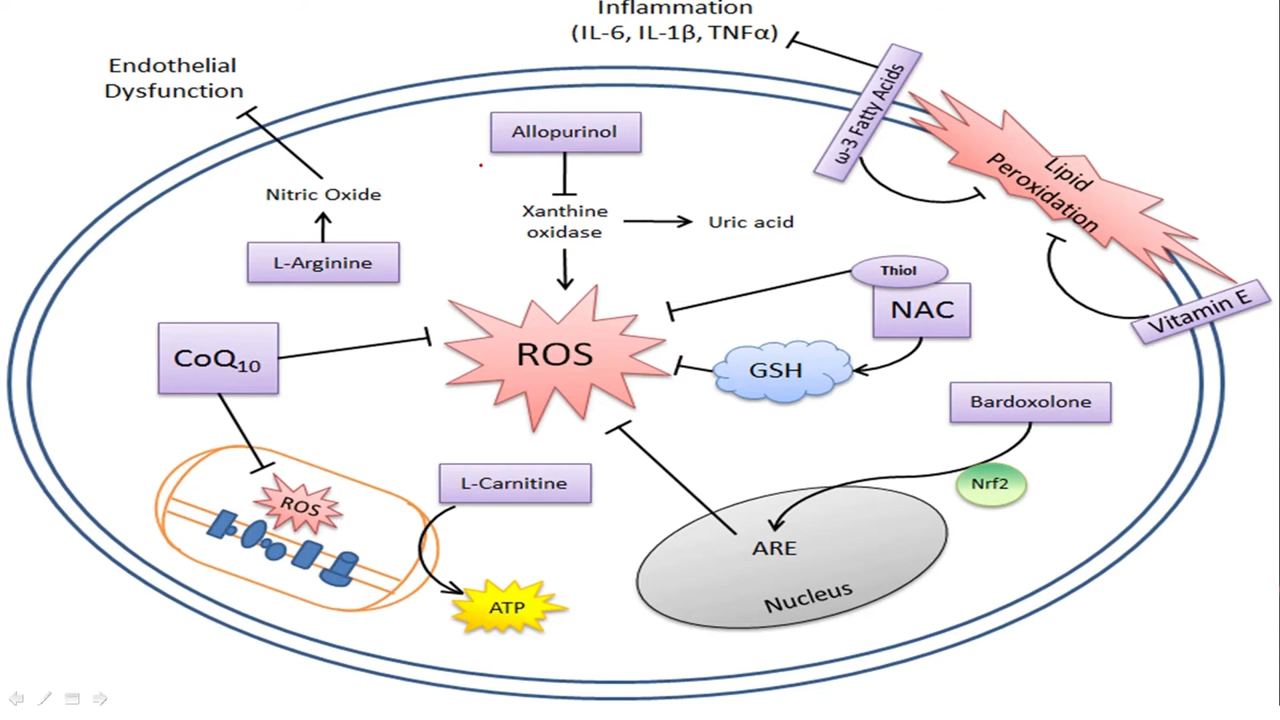 Inflammation
(IL-6, IL-1β, TNFα)
Endothelial
Dysfunction
ω-3 Fatty Acids
Allopurinol
Lipid
Peroxidation
Nitric Oxide
Xanthine
oxidase
Uric acid
L-Arginine
Thiol
NAC
Vitamin E
CoQ₁₀
ROS
GSH
Bardoxolone
L-Carnitine
Nrf2
ROS
ARE
Nucleus
ATP